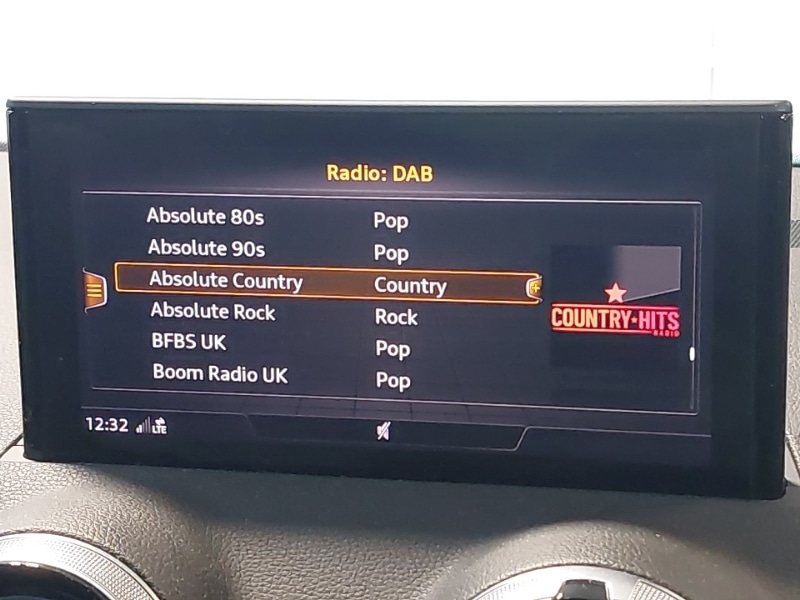 Radio: DAB
Absolute 80s Pop
Absolute 90s Pop
Absolute Country Country
Absolute Rock Rock
BFBS UK Pop
Boom Radio UK Pop
COUNTRY★HITS
RADIO
12:32 LTE